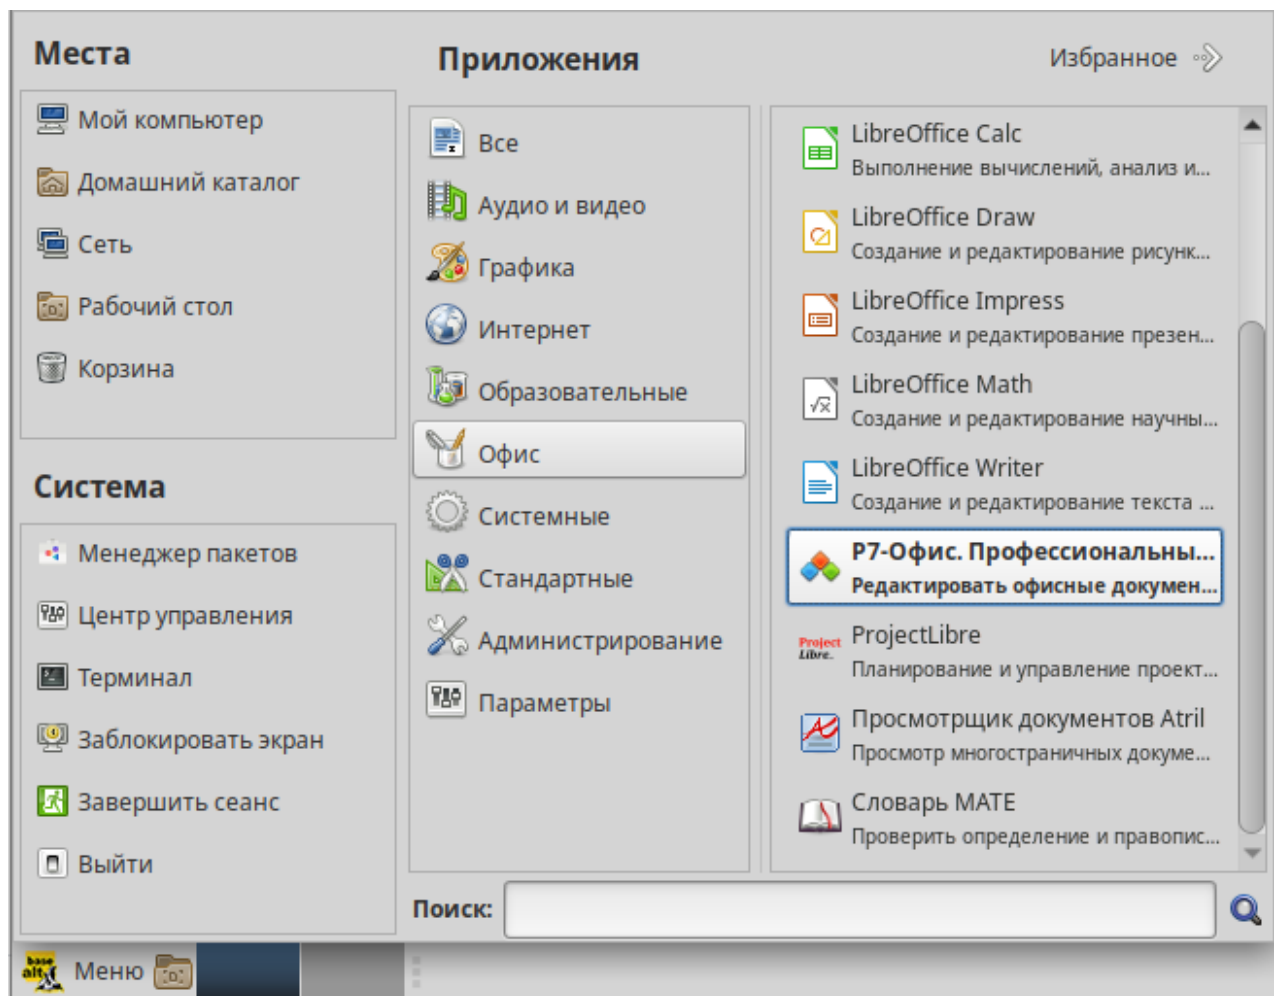 Места
Мой компьютер
Домашний каталог
Сеть
Рабочий стол
Корзина
Система
Менеджер пакетов
Центр управления
Терминал
Заблокировать экран
Завершить сеанс
Выйти
Приложения
Избранное
Все
Аудио и видео
Графика
Интернет
Образовательные
Офис
Системные
Стандартные
Администрирование
Параметры
LibreOffice Calc
Выполнение вычислений, анализ и...
LibreOffice Draw
Создание и редактирование рисунк...
LibreOffice Impress
Создание и редактирование презен...
LibreOffice Math
Создание и редактирование научны...
LibreOffice Writer
Создание и редактирование текста ...
Р7-Офис. Профессиональны...
Редактировать офисные докумен...
Project
Libre.
ProjectLibre
Планирование и управление проект...
Просмотрщик документов Atril
Просмотр многостраничных докуме...
Словарь MATE
Проверить определение и правопис...
Поиск:
base
alt
Меню